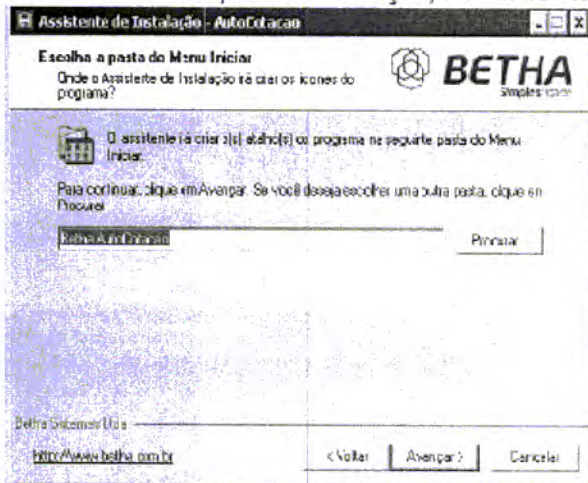 Assistente de Instalação - AutoCotacao
Escolha a pasta do Menu Iniciar
Onde o Assistente de Instalação irá criar os ícones do
programa?
BETHA
O assistente irá criar o(s) atalho(s) do programa na seguinte pasta do Menu
Iniciar.
Para continuar, clique em Avançar. Se você deseja escolher uma outra pasta, clique em
Procurar.
Procurar
Betha Sistemas Ltda
http://www.betha.com.br
< Voltar
Avançar >
Cancelar